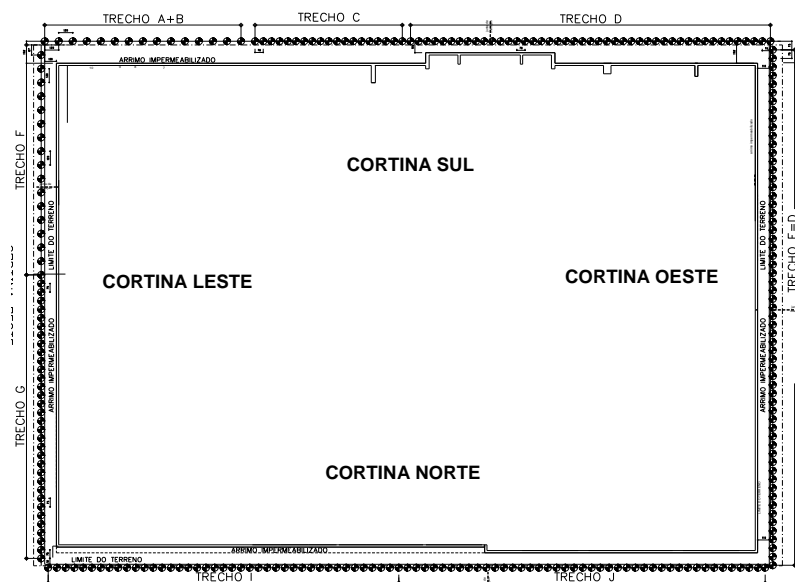 TRECHO A+B
TRECHO C
TRECHO D
ARRIMO IMPERMEABILIZADO
TRECHO F
CORTINA SUL
LIMITE DO TERRENO
LIMITE DO TERRENO
TRECHO E=D
CORTINA LESTE
CORTINA OESTE
ARRIMO IMPERMEABILIZADO
ARRIMO IMPERMEABILIZADO
TRECHO G
CORTINA NORTE
ARRIMO IMPERMEABILIZADO
LIMITE DO TERRENO
TRECHO I
TRECHO J